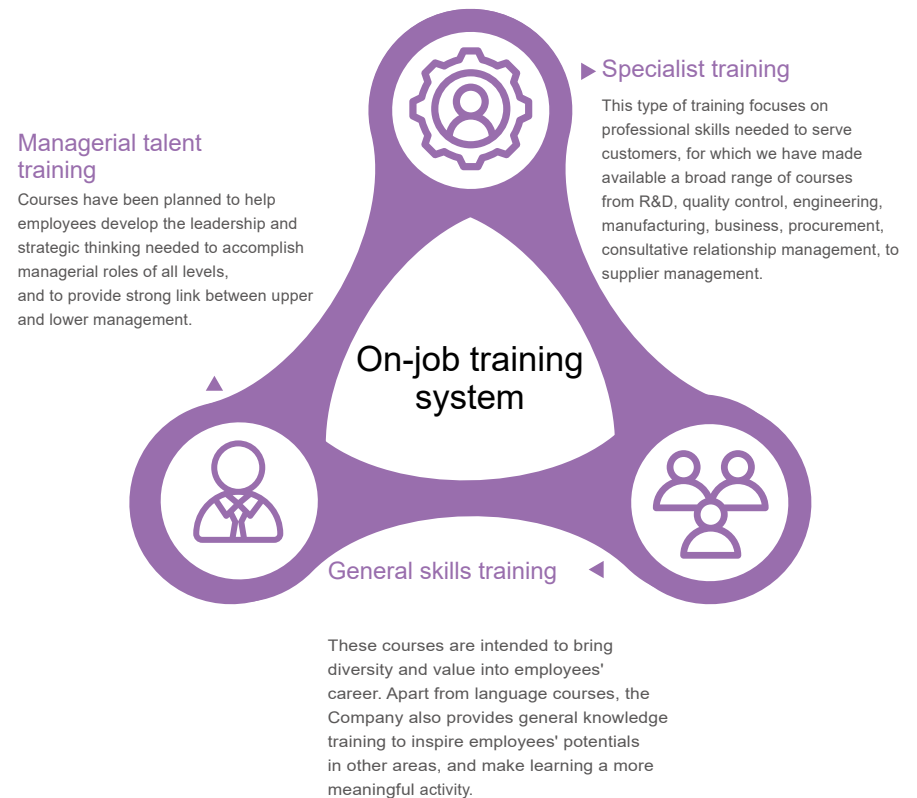 Specialist training
This type of training focuses on
professional skills needed to serve
customers, for which we have made
available a broad range of courses
from R&D, quality control, engineering,
manufacturing, business, procurement,
consultative relationship management, to
supplier management.
Managerial talent
training
Courses have been planned to help
employees develop the leadership and
strategic thinking needed to accomplish
managerial roles of all levels,
and to provide strong link between upper
and lower management.
On-job training
system
General skills training
These courses are intended to bring
diversity and value into employees'
career. Apart from language courses, the
Company also provides general knowledge
training to inspire employees' potentials
in other areas, and make learning a more
meaningful activity.